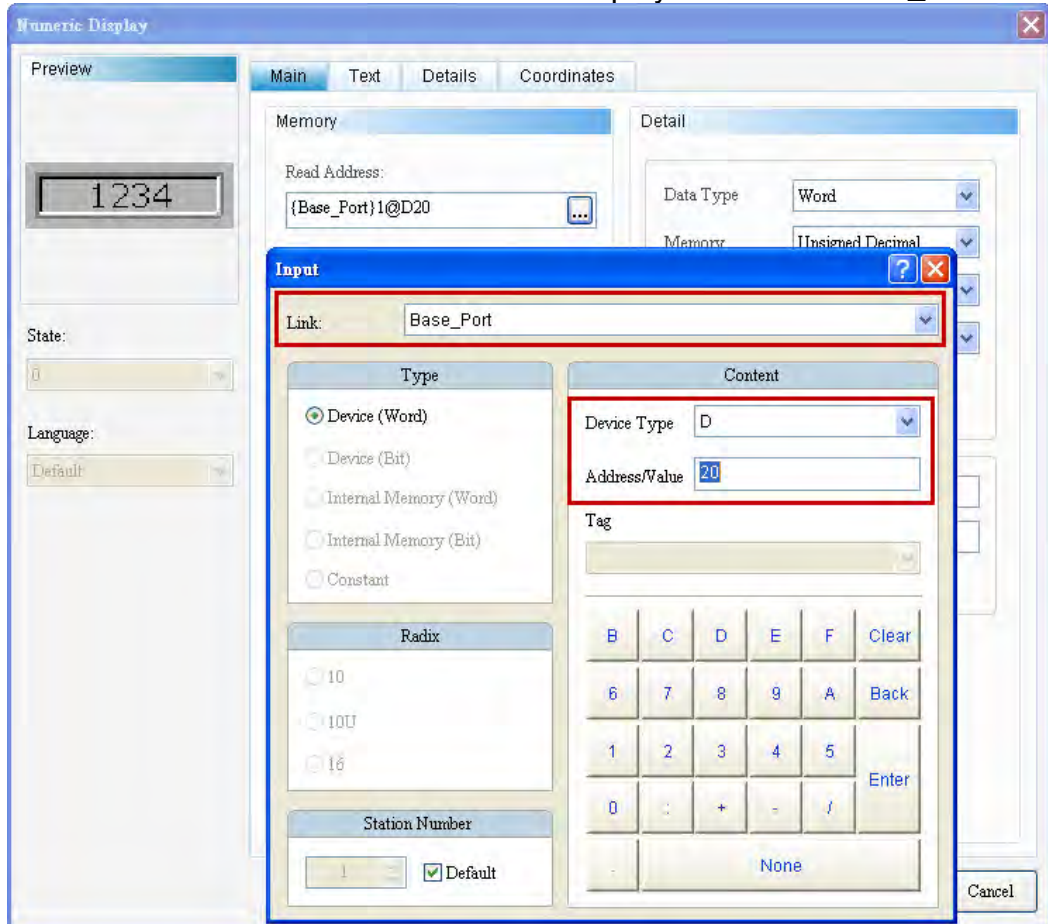 Numeric Display
Preview
1234
State:
0
Language:
Default
Main Text Details Coordinates
Memory
Read Address:
{Base_Port}1@D20
...
Detail
Data Type Word
Memory Unsigned Decimal
Input
?
Link: Base_Port
Type
Device (Word)
Device (Bit)
Internal Memory (Word)
Internal Memory (Bit)
Constant
Radix
10
10U
16
Station Number
1 Default
Content
Device Type D
Address/Value 20
Tag
B C D E F Clear
6 7 8 9 A Back
1 2 3 4 5
Enter
0 : + - /
. None
Cancel